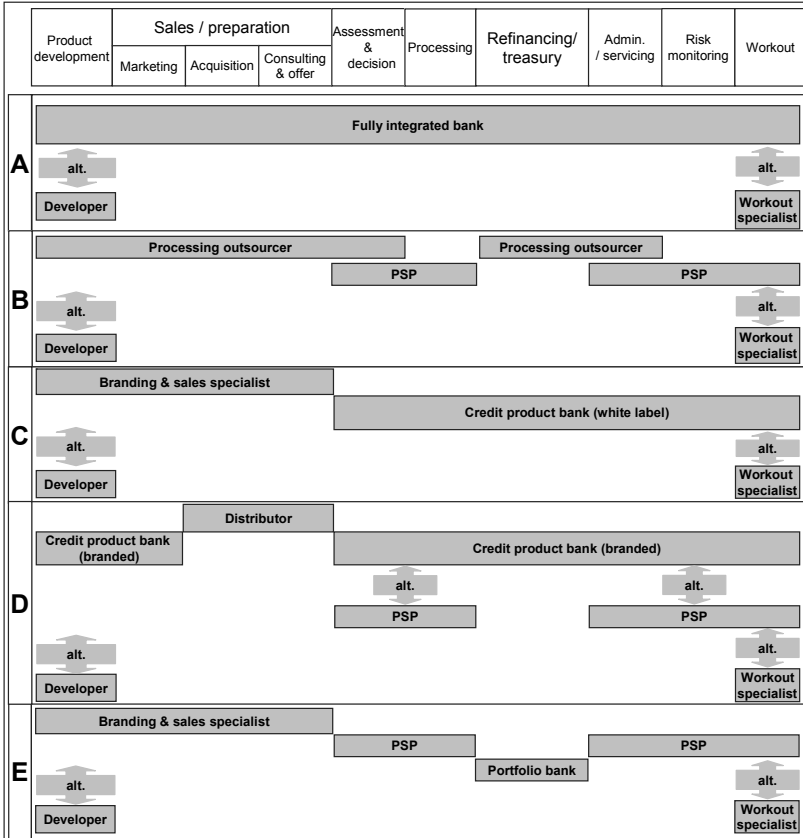 Product
development
Sales / preparation
Marketing
Acquisition
Consulting
& offer
Assessment
&
decision
Processing
Refinancing/
treasury
Admin.
/ servicing
Risk
monitoring
Workout
A
Fully integrated bank
alt.
alt.
Developer
Workout
specialist
B
Processing outsourcer
Processing outsourcer
PSP
PSP
alt.
alt.
Developer
Workout
specialist
C
Branding & sales specialist
Credit product bank (white label)
alt.
alt.
Developer
Workout
specialist
D
Distributor
Credit product bank
(branded)
Credit product bank (branded)
alt.
alt.
PSP
PSP
alt.
alt.
Developer
Workout
specialist
E
Branding & sales specialist
PSP
PSP
Portfolio bank
alt.
alt.
Developer
Workout
specialist